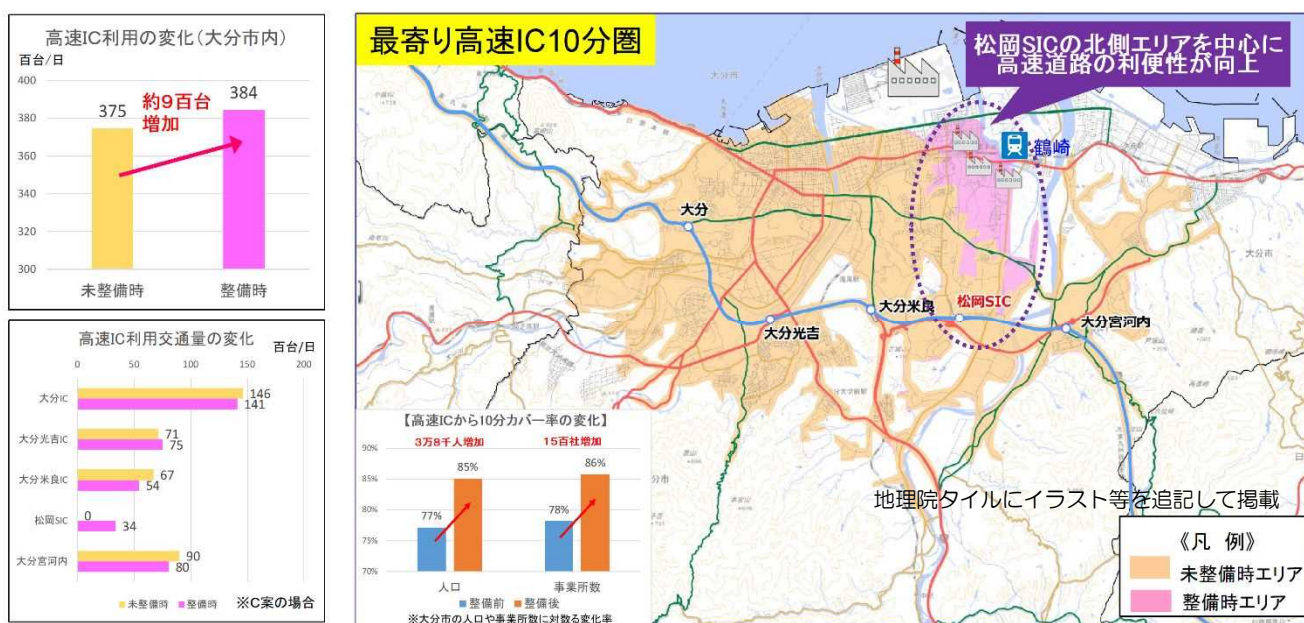 高速IC利用の変化(大分市内)
百台/日
400
380
360
340
320
300
375
約9百台
増加
384
未整備時
整備時
高速IC利用交通量の変化
百台/日
0
50
100
150
200
大分IC
146
141
大分光吉IC
71
75
大分米良IC
67
54
松岡SIC
0
34
大分宮河内
90
80
未整備時
整備時
※C案の場合
最寄り高速IC10分圏
松岡SICの北側エリアを中心に
高速道路の利便性が向上
大分市
鶴崎
大分
大分市
大分米良
松岡SIC
大分光吉
大分宮河内
【高速ICから10分カバー率の変化】
3万8千人増加
15百社増加
90%
85%
80%
75%
70%
77%
85%
78%
86%
人口
事業所数
整備前
整備後
※大分市の人口や事業所数に対する変化率
分市
地理院タイルにイラスト等を追記して掲載
《凡 例》
未整備時エリア
整備時エリア